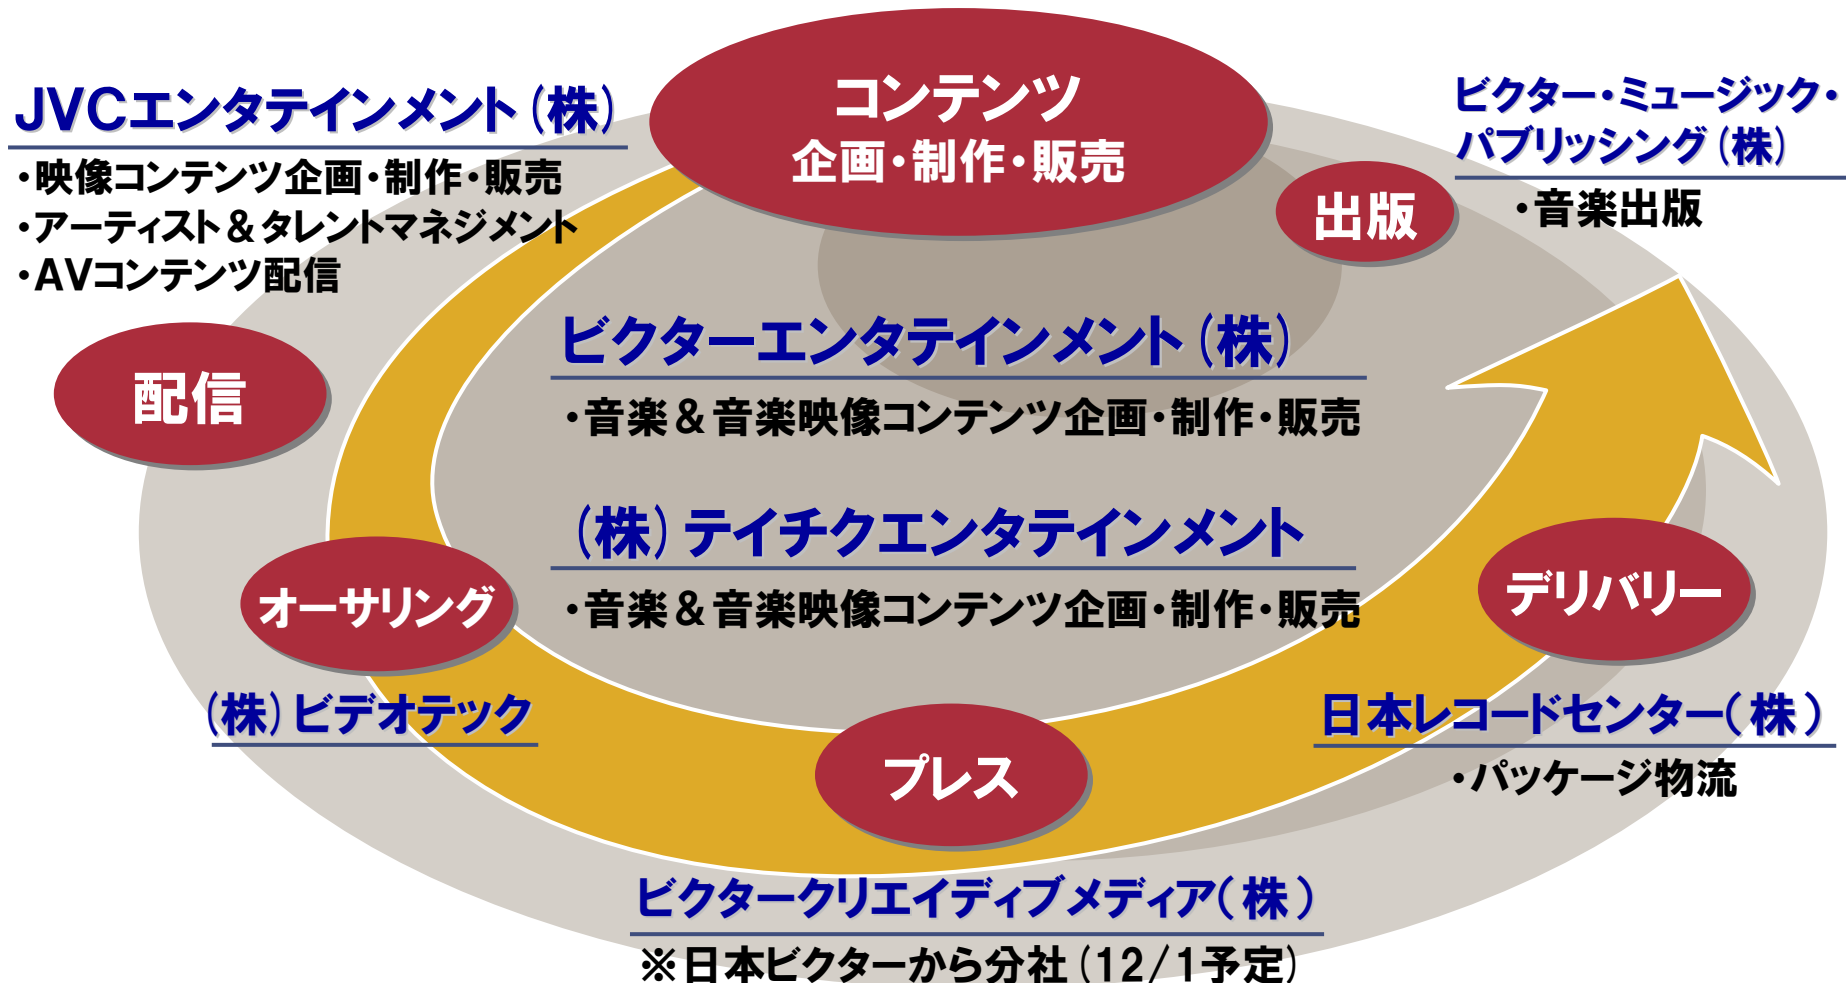 コンテンツ
企画・制作・販売
JVCエンタテインメント(株)
・映像コンテンツ企画・制作・販売
・アーティスト＆タレントマネジメント
・AVコンテンツ配信
ビクター・ミュージック・
パブリッシング(株)
・音楽出版
出版
配信
ビクターエンタテインメント(株)
・音楽＆音楽映像コンテンツ企画・制作・販売
(株)テイチクエンタテインメント
・音楽＆音楽映像コンテンツ企画・制作・販売
オーサリング
(株)ビデオテック
デリバリー
日本レコードセンター(株)
・パッケージ物流
プレス
ビクタークリエイディブメディア(株)
※日本ビクターから分社(12/1予定)